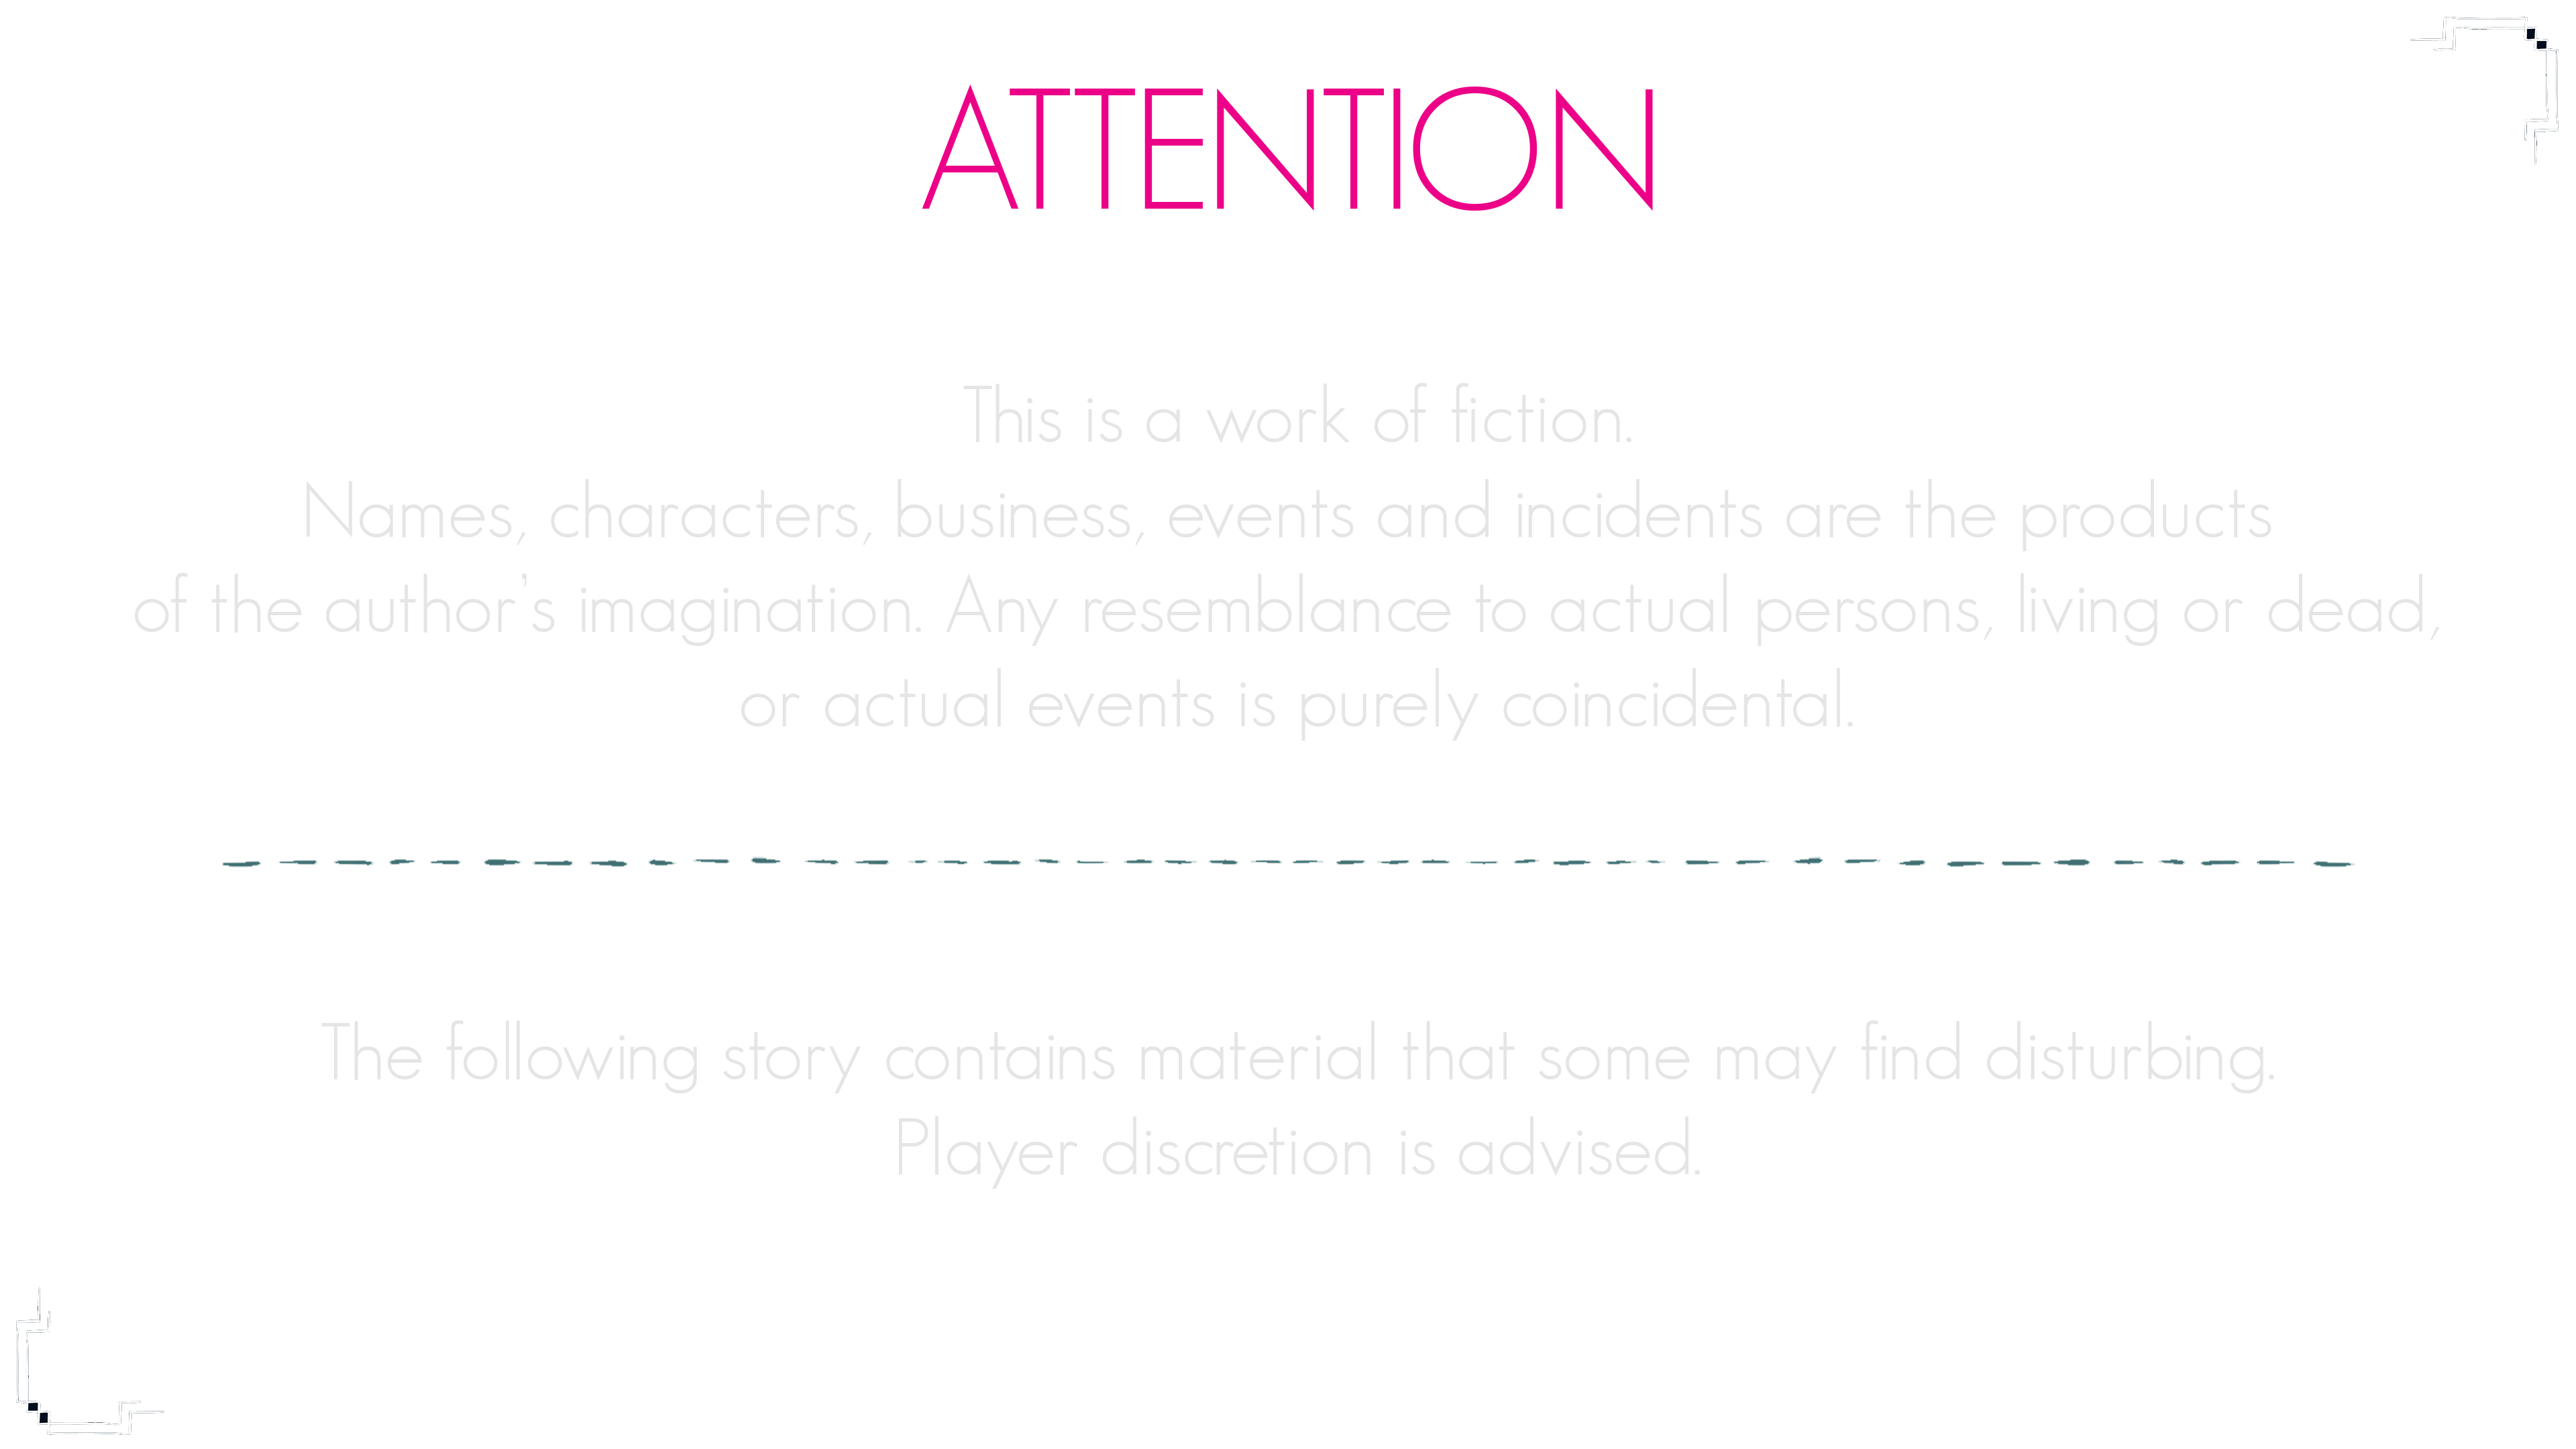 ATTENTION
This is a work of fiction.
Names, characters, business, events and incidents are the products
of the author's imagination. Any resemblance to actual persons, living or dead,
or actual events is purely coincidental.
The following story contains material that some may find disturbing.
Player discretion is advised.